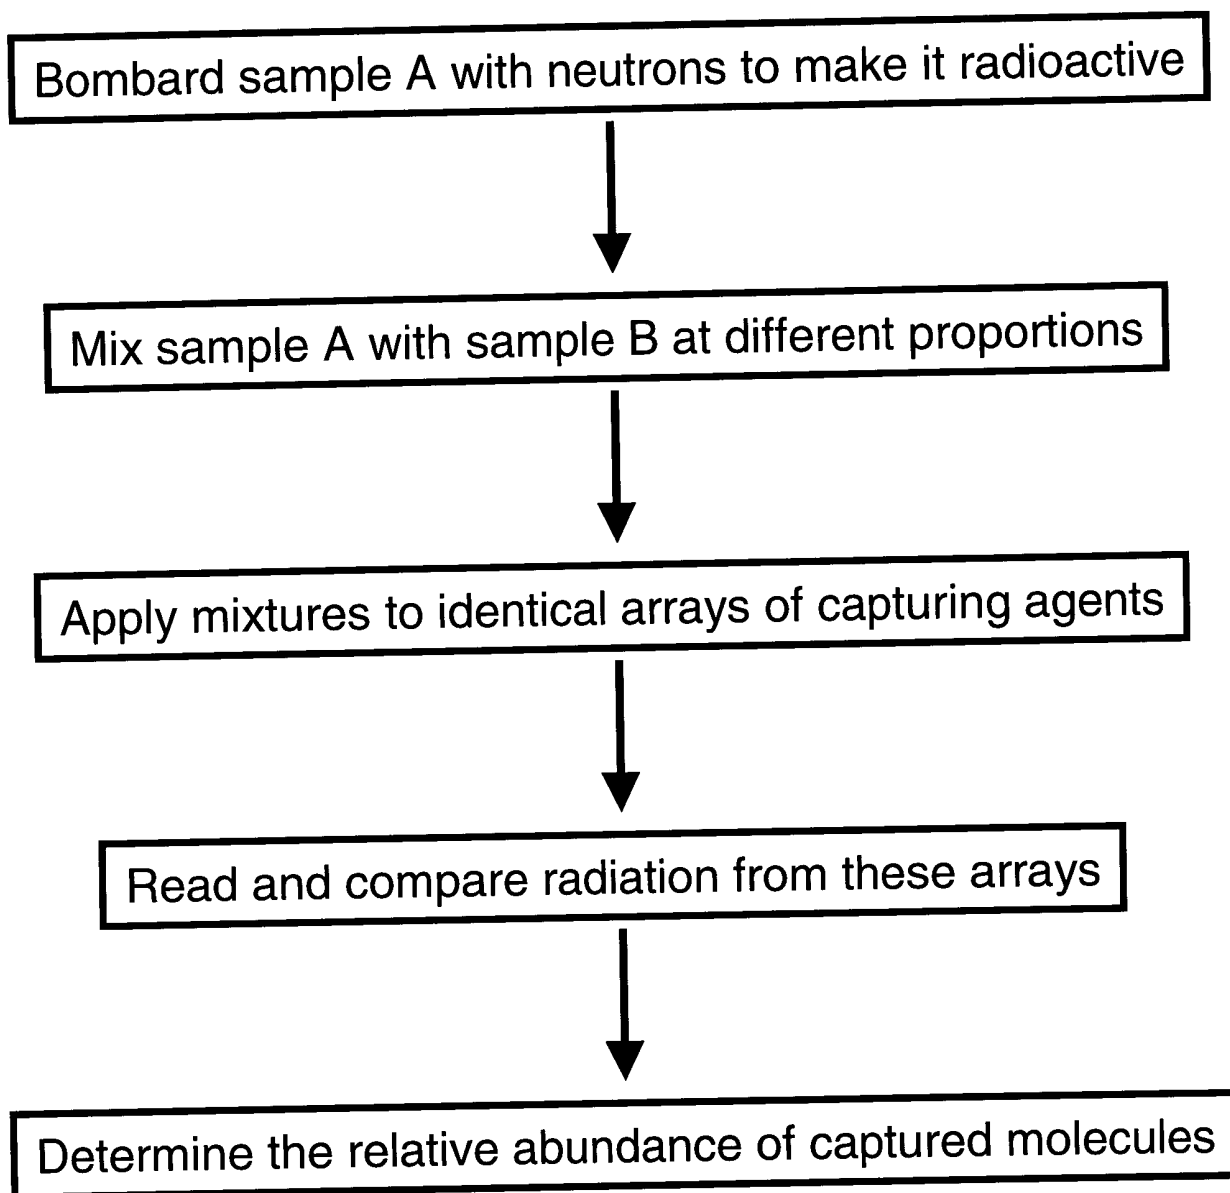 Bombard sample A with neutrons to make it radioactive
Mix sample A with sample B at different proportions
Apply mixtures to identical arrays of capturing agents
Read and compare radiation from these arrays
Determine the relative abundance of captured molecules